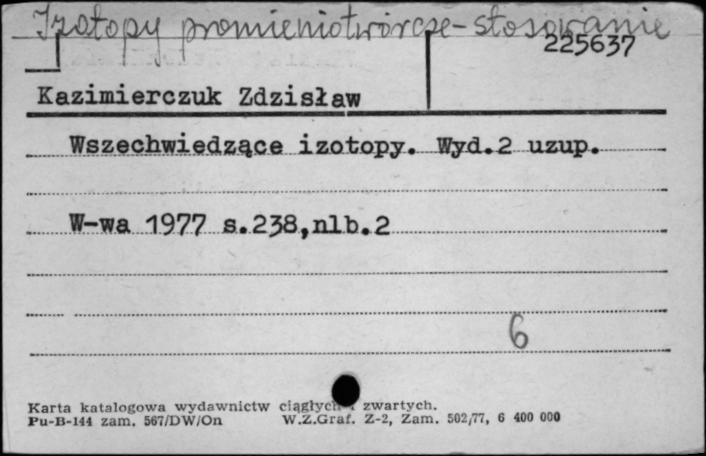 Izotopy promieniotwórcze - stosowanie
225637
Kazimierczuk Zdzisław
Wszechwiedzące izotopy. Wyd.2 uzup.
W-wa 1977 s.238,nlb.2
6
Karta katalogowa wydawnictw ciągłych i zwartych.
Pu-B-144 zam. 567/DW/On W.Z.Graf. Z-2, Zam. 502/77, 6 400 000